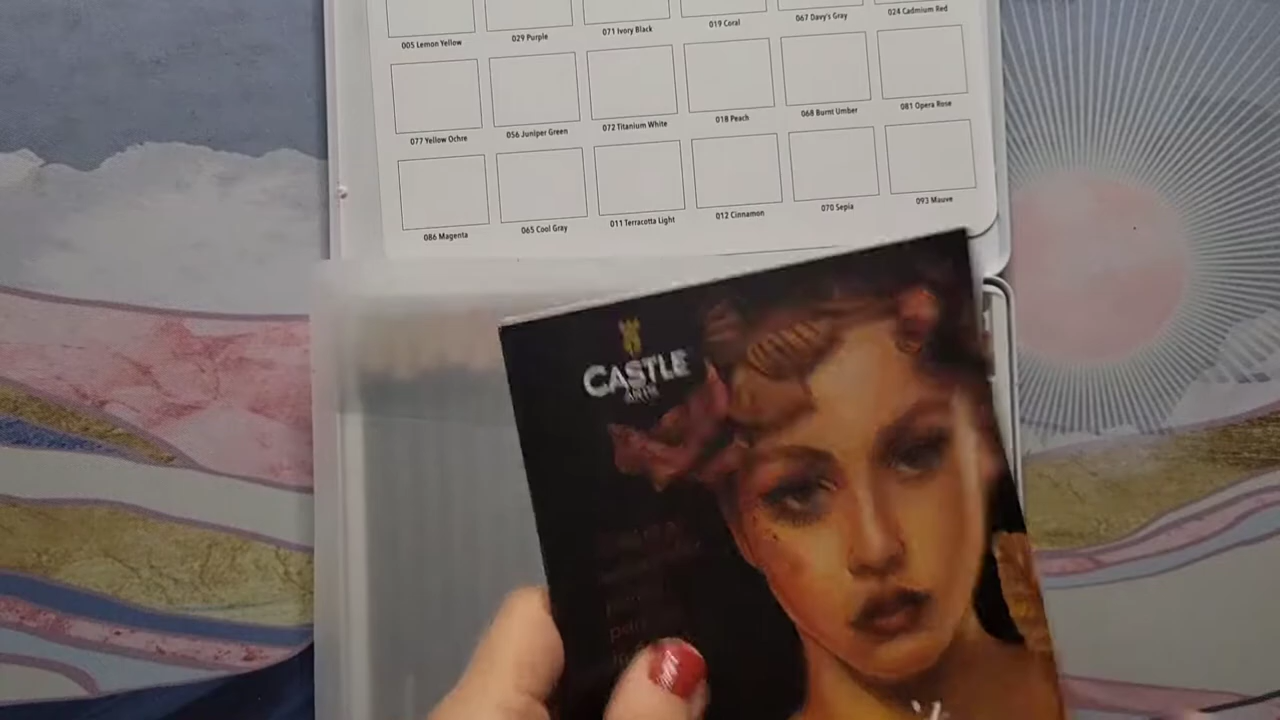 005 Lemon Yellow 029 Purple 071 Ivory Black 019 Coral 067 Davy's Gray 024 Cadmium Red
077 Yellow Ochre 056 Juniper Green 072 Titanium White 018 Peach 068 Burnt Umber 081 Opera Rose
086 Magenta 065 Cool Gray 011 Terracotta Light 012 Cinnamon 070 Sepia 093 Mauve
CASTLE
ARTS